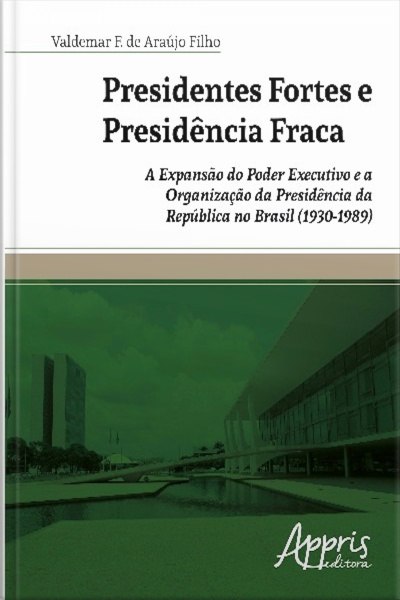 Valdemar F. de Araújo Filho
Presidentes Fortes e
Presidência Fraca
A Expansão do Poder Executivo e a
Organização da Presidência da
República no Brasil (1930-1989)
Appris
editora